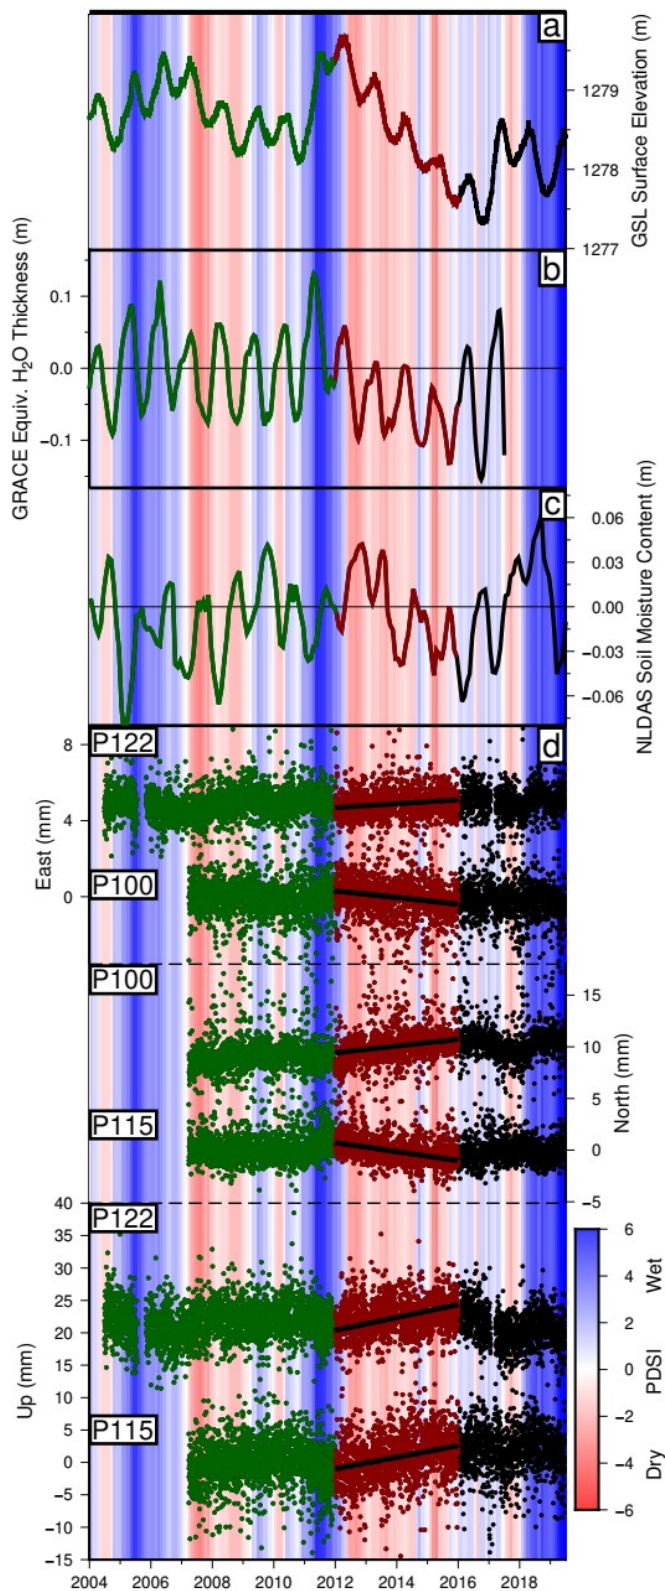 a
1279
1278
1277
GSL Surface Elevation (m)
b
0.1
0.0
−0.1
GRACE Equiv. H2O Thickness (m)
c
0.06
0.03
0.00
−0.03
−0.06
NLDAS Soil Moisture Content (m)
P122
d
8
4
0
East (mm)
P100
P100
15
10
5
0
−5
North (mm)
P115
P122
40
35
30
25
20
15
10
5
0
−5
−10
−15
Up (mm)
P115
6
4
2
0
−2
−4
−6
Dry PDSI Wet
2004 2006 2008 2010 2012 2014 2016 2018